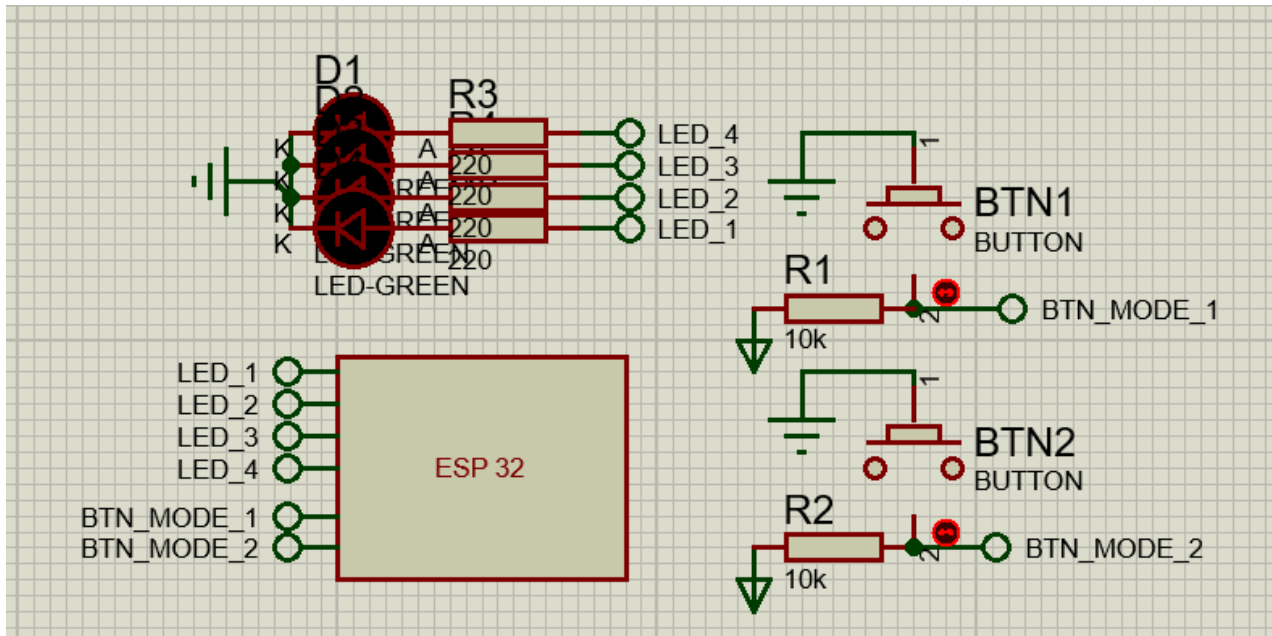 D1
R3
K
A
220
LED_4
K
A
220
LED_3
K
A
220
LED_2
K
A
220
LED_1
LED-GREEN
1
BTN1
BUTTON
R1
10k
2
BTN_MODE_1
LED_1
LED_2
LED_3
LED_4
BTN_MODE_1
BTN_MODE_2
ESP 32
1
BTN2
BUTTON
R2
10k
2
BTN_MODE_2